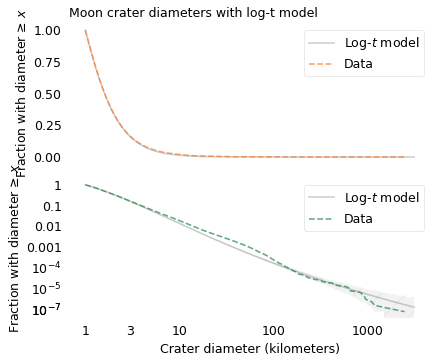 Moon crater diameters with log-t model
Fraction with diameter ≥ x
1.00
0.75
0.50
0.25
0.00
Log-t model
Data
Fraction with diameter ≥ x
1
0.1
0.01
0.001
10⁻⁴
10⁻⁵
10⁻⁷
Log-t model
Data
1
3
10
100
1000
Crater diameter (kilometers)